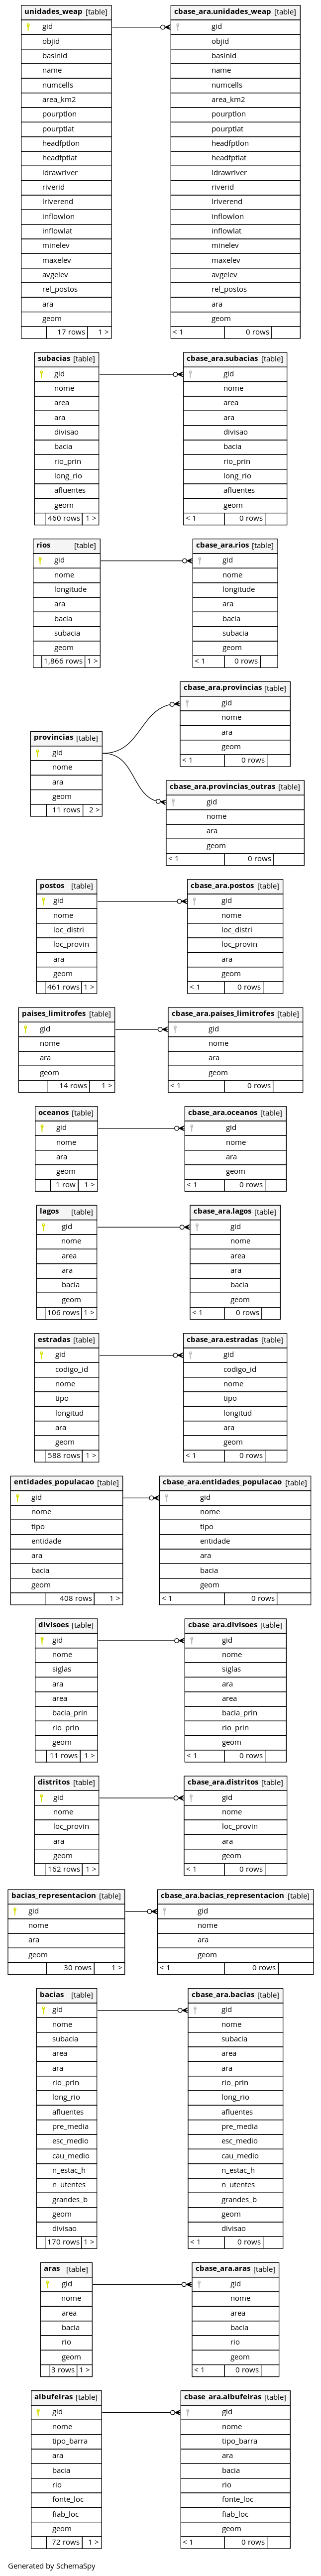 unidades_weap [table]
gid
objid
basinid
name
numcells
area_km2
pourptlon
pourptlat
headfptlon
headfptlat
ldrawriver
riverid
lriverend
inflowlon
inflowlat
minelev
maxelev
avgelev
rel_postos
ara
geom
17 rows 1 >
cbase_ara.unidades_weap [table]
gid
objid
basinid
name
numcells
area_km2
pourptlon
pourptlat
headfptlon
headfptlat
ldrawriver
riverid
lriverend
inflowlon
inflowlat
minelev
maxelev
avgelev
rel_postos
ara
geom
< 1 0 rows
subacias [table]
gid
nome
area
ara
divisao
bacia
rio_prin
long_rio
afluentes
geom
460 rows 1 >
cbase_ara.subacias [table]
gid
nome
area
ara
divisao
bacia
rio_prin
long_rio
afluentes
geom
< 1 0 rows
rios [table]
gid
nome
longitude
ara
bacia
subacia
geom
1,866 rows 1 >
cbase_ara.rios [table]
gid
nome
longitude
ara
bacia
subacia
geom
< 1 0 rows
provincias [table]
gid
nome
ara
geom
11 rows 2 >
cbase_ara.provincias [table]
gid
nome
ara
geom
< 1 0 rows
cbase_ara.provincias_outras [table]
gid
nome
ara
geom
< 1 0 rows
postos [table]
gid
nome
loc_distri
loc_provin
ara
geom
461 rows 1 >
cbase_ara.postos [table]
gid
nome
loc_distri
loc_provin
ara
geom
< 1 0 rows
paises_limitrofes [table]
gid
nome
ara
geom
14 rows 1 >
cbase_ara.paises_limitrofes [table]
gid
nome
ara
geom
< 1 0 rows
oceanos [table]
gid
nome
ara
geom
1 row 1 >
cbase_ara.oceanos [table]
gid
nome
ara
geom
< 1 0 rows
lagos [table]
gid
nome
area
ara
bacia
geom
106 rows 1 >
cbase_ara.lagos [table]
gid
nome
area
ara
bacia
geom
< 1 0 rows
estradas [table]
gid
codigo_id
nome
tipo
longitud
ara
geom
588 rows 1 >
cbase_ara.estradas [table]
gid
codigo_id
nome
tipo
longitud
ara
geom
< 1 0 rows
entidades_populacao [table]
gid
nome
tipo
entidade
ara
bacia
geom
408 rows 1 >
cbase_ara.entidades_populacao [table]
gid
nome
tipo
entidade
ara
bacia
geom
< 1 0 rows
divisoes [table]
gid
nome
siglas
ara
area
bacia_prin
rio_prin
geom
11 rows 1 >
cbase_ara.divisoes [table]
gid
nome
siglas
ara
area
bacia_prin
rio_prin
geom
< 1 0 rows
distritos [table]
gid
nome
loc_provin
ara
geom
162 rows 1 >
cbase_ara.distritos [table]
gid
nome
loc_provin
ara
geom
< 1 0 rows
bacias_representacion [table]
gid
nome
ara
geom
30 rows 1 >
cbase_ara.bacias_representacion [table]
gid
nome
ara
geom
< 1 0 rows
bacias [table]
gid
nome
subacia
area
ara
rio_prin
long_rio
afluentes
pre_media
esc_medio
cau_medio
n_estac_h
n_utentes
grandes_b
geom
divisao
170 rows 1 >
cbase_ara.bacias [table]
gid
nome
subacia
area
ara
rio_prin
long_rio
afluentes
pre_media
esc_medio
cau_medio
n_estac_h
n_utentes
grandes_b
geom
divisao
< 1 0 rows
aras [table]
gid
nome
area
bacia
rio
geom
3 rows 1 >
cbase_ara.aras [table]
gid
nome
area
bacia
rio
geom
< 1 0 rows
albufeiras [table]
gid
nome
tipo_barra
ara
bacia
rio
fonte_loc
fiab_loc
geom
72 rows 1 >
cbase_ara.albufeiras [table]
gid
nome
tipo_barra
ara
bacia
rio
fonte_loc
fiab_loc
geom
< 1 0 rows
Generated by SchemaSpy